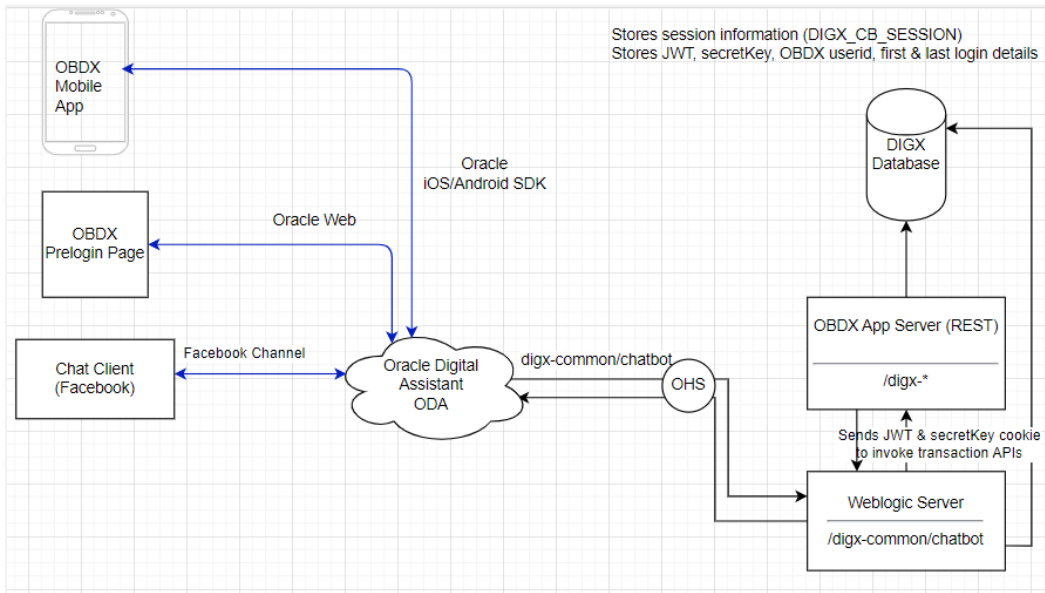 Stores session information (DIGX_CB_SESSION)
Stores JWT, secretKey, OBDX userid, first & last login details
OBDX
Mobile
App
DIGX
Database
Oracle
iOS/Android SDK
Oracle Web
OBDX
Prelogin Page
OBDX App Server (REST)
/digx-*
Facebook Channel
Chat Client
(Facebook)
Oracle Digital
Assistant
ODA
digx-common/chatbot
OHS
Sends JWT & secretKey cookie
to invoke transaction APIs
Weblogic Server
/digx-common/chatbot